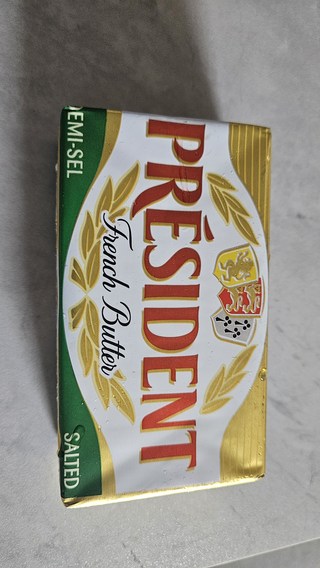 PRÉSIDENT
French Butter
DEMI-SEL
SALTED